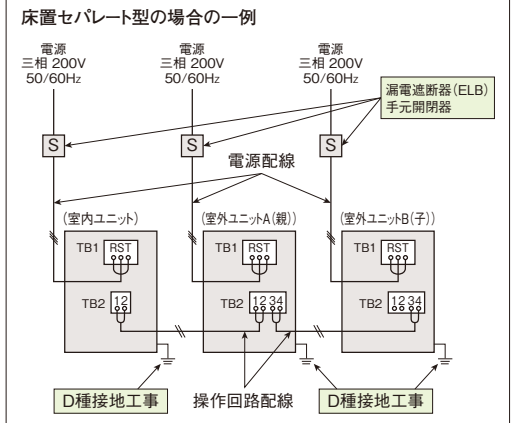 床置セパレート型の場合の一例
電源
三相 200V
50/60Hz
電源
三相 200V
50/60Hz
電源
三相 200V
50/60Hz
漏電遮断器(ELB)
手元開閉器
S
S
S
電源配線
(室内ユニット)
(室外ユニットA(親))
(室外ユニットB(子))
TB1 RST
TB1 RST
TB1 RST
TB2 12
TB2 12 34
TB2 12 34
D種接地工事
操作回路配線
D種接地工事